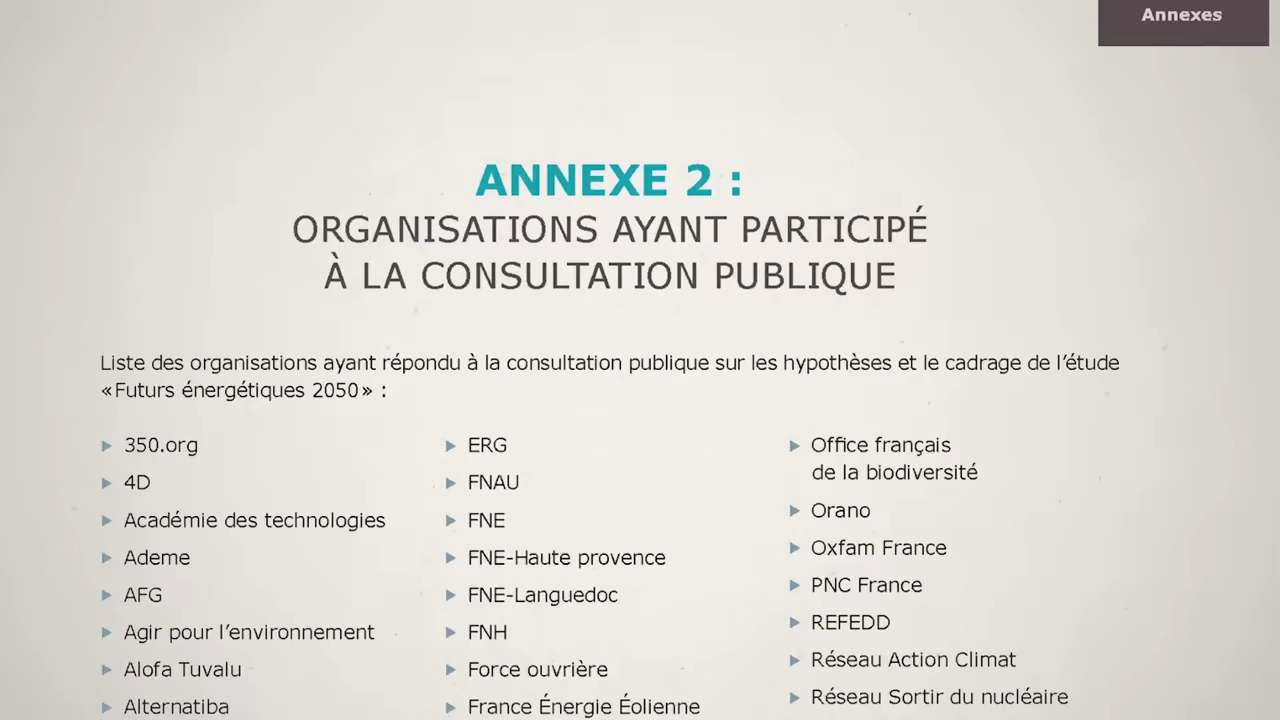 Annexes
ANNEXE 2 :
ORGANISATIONS AYANT PARTICIPÉ
À LA CONSULTATION PUBLIQUE
Liste des organisations ayant répondu à la consultation publique sur les hypothèses et le cadrage de l’étude
«Futurs énergétiques 2050» :
350.org
4D
Académie des technologies
Ademe
AFG
Agir pour l’environnement
Alofa Tuvalu
Alternatiba
ERG
FNAU
FNE
FNE-Haute provence
FNE-Languedoc
FNH
Force ouvrière
France Énergie Éolienne
Office français
de la biodiversité
Orano
Oxfam France
PNC France
REFEDD
Réseau Action Climat
Réseau Sortir du nucléaire